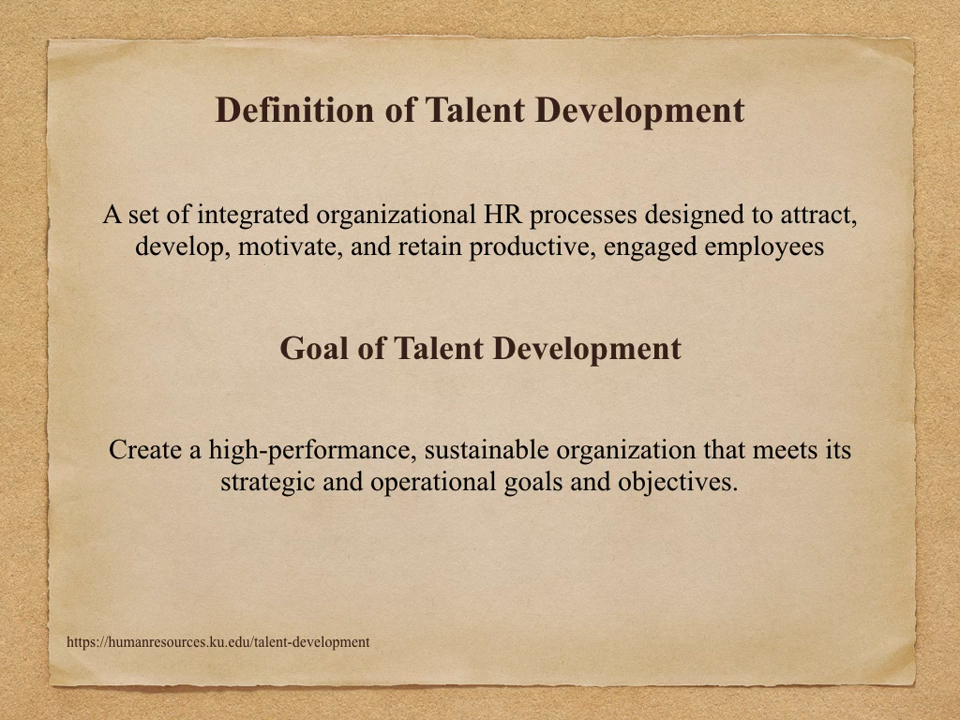 Definition of Talent Development
A set of integrated organizational HR processes designed to attract,
develop, motivate, and retain productive, engaged employees
Goal of Talent Development
Create a high-performance, sustainable organization that meets its
strategic and operational goals and objectives.
https://humanresources.ku.edu/talent-development